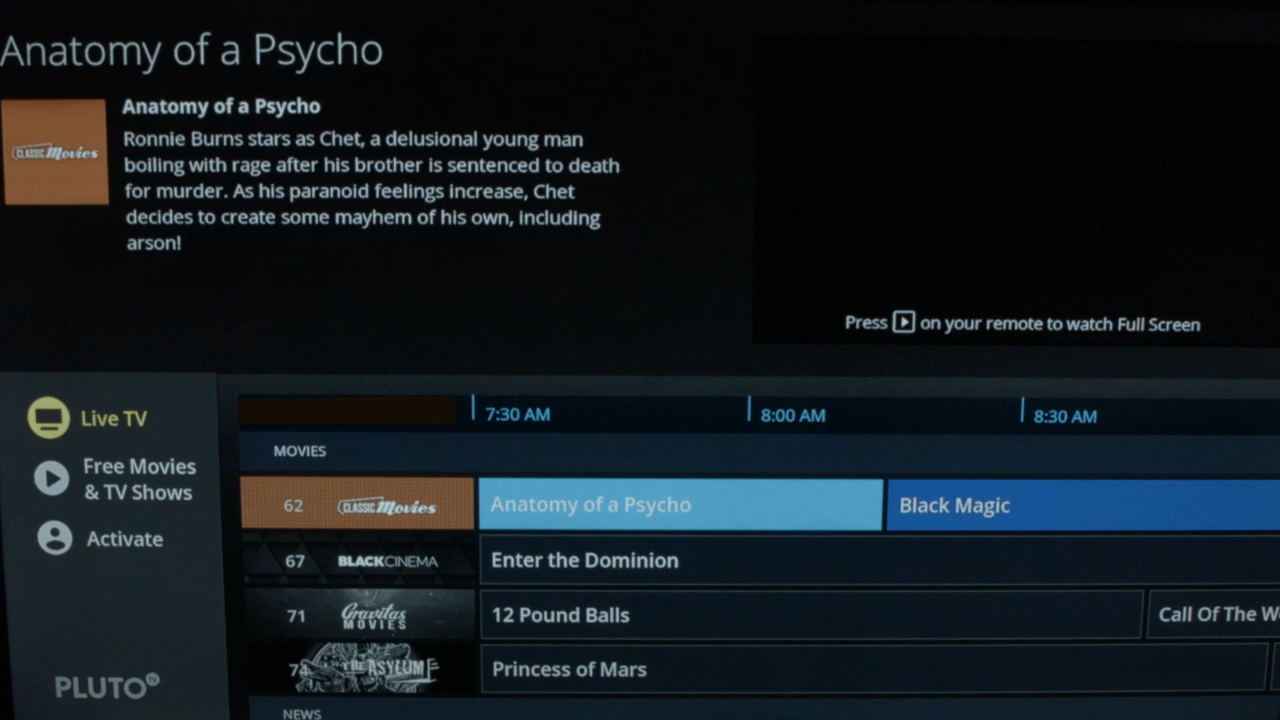 Anatomy of a Psycho
Anatomy of a Psycho
CLASSIC Movies
Ronnie Burns stars as Chet, a delusional young man
boiling with rage after his brother is sentenced to death
for murder. As his paranoid feelings increase, Chet
decides to create some mayhem of his own, including
arson!
Press on your remote to watch Full Screen
Live TV
Free Movies
& TV Shows
Activate
PLUTO TV
7:30 AM 8:00 AM 8:30 AM
MOVIES
62 CLASSIC Movies Anatomy of a Psycho Black Magic
67 BLACKCINEMA Enter the Dominion
71 Gravitas MOVIES 12 Pound Balls Call Of The W
74 THE ASYLUM Princess of Mars
NEWS